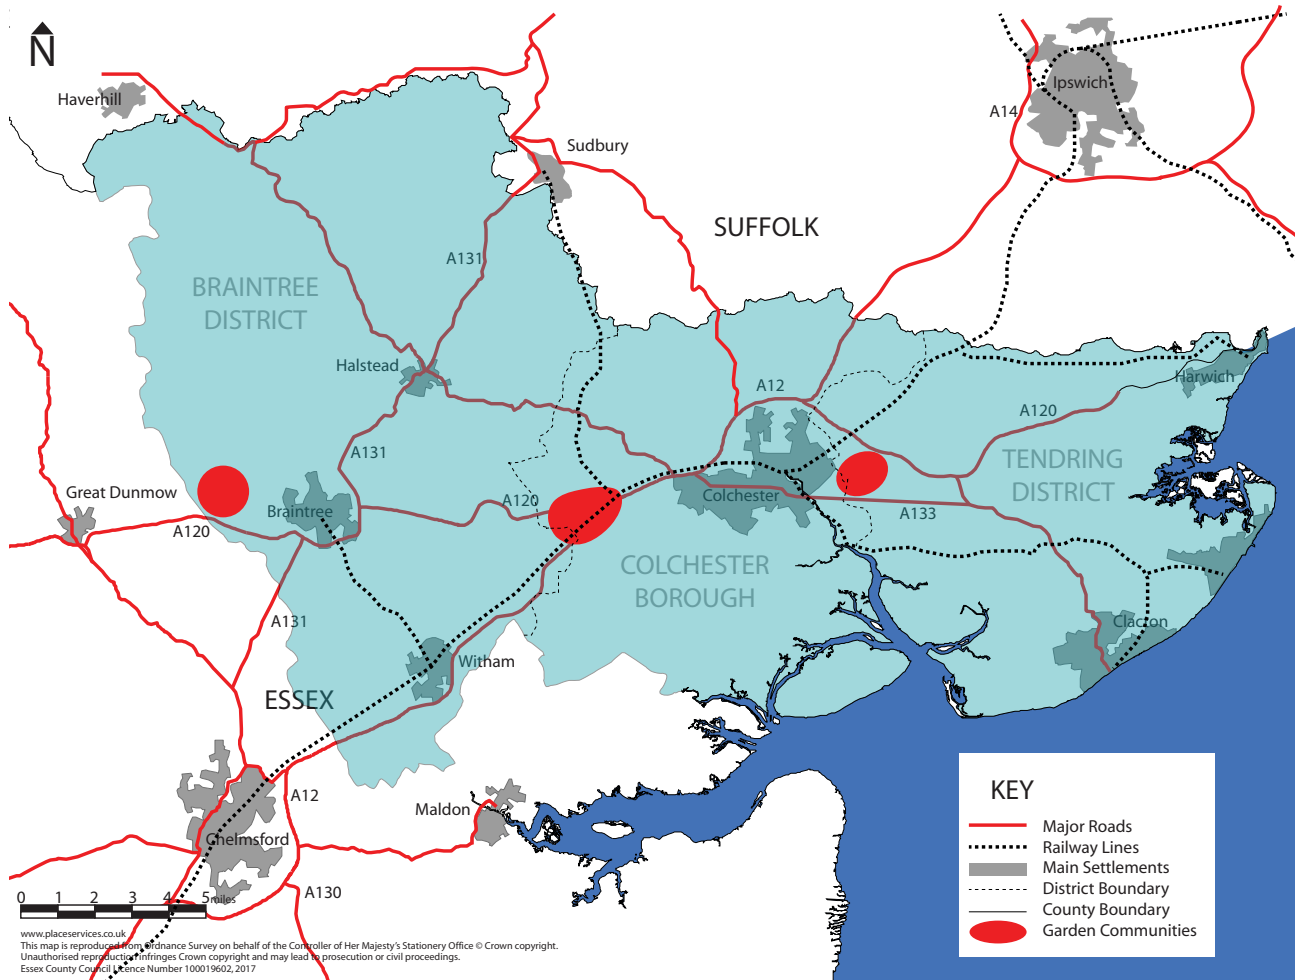 N
Haverhill
Sudbury
Ipswich
A14
SUFFOLK
A131
BRAINTREE
DISTRICT
Halstead
A12
Harwich
A120
A131
TENDRING
DISTRICT
Great Dunmow
Braintree
A120
Colchester
A120
A133
COLCHESTER
BOROUGH
A131
Clacton
Witham
ESSEX
A12
Maldon
Chelmsford
A130
0 1 2 3 4 5 miles
KEY
Major Roads
Railway Lines
Main Settlements
District Boundary
County Boundary
Garden Communities
www.placeservices.co.uk
This map is reproduced from Ordnance Survey on behalf of the Controller of Her Majesty's Stationery Office © Crown copyright.
Unauthorised reproduction infringes Crown copyright and may lead to prosecution or civil proceedings.
Essex County Council Licence Number 100019602, 2017